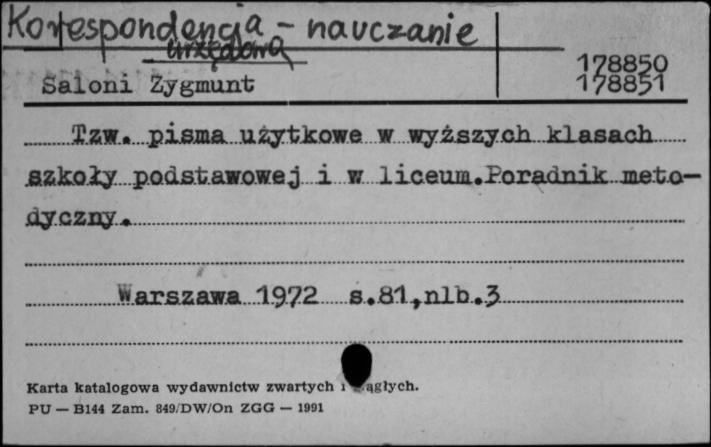 Korespondencja - nauczanie
urzędowa
178850
Saloni Zygmunt 178851
Tzw. pisma użytkowe w wyższych klasach
szkoły podstawowej i w liceum.Poradnik meto-
dyczny.
Warszawa 1972 s.81,nlb.3
Karta katalogowa wydawnictw zwartych i
PU — B144 Zam. 849/DW/On ZGG — 1991